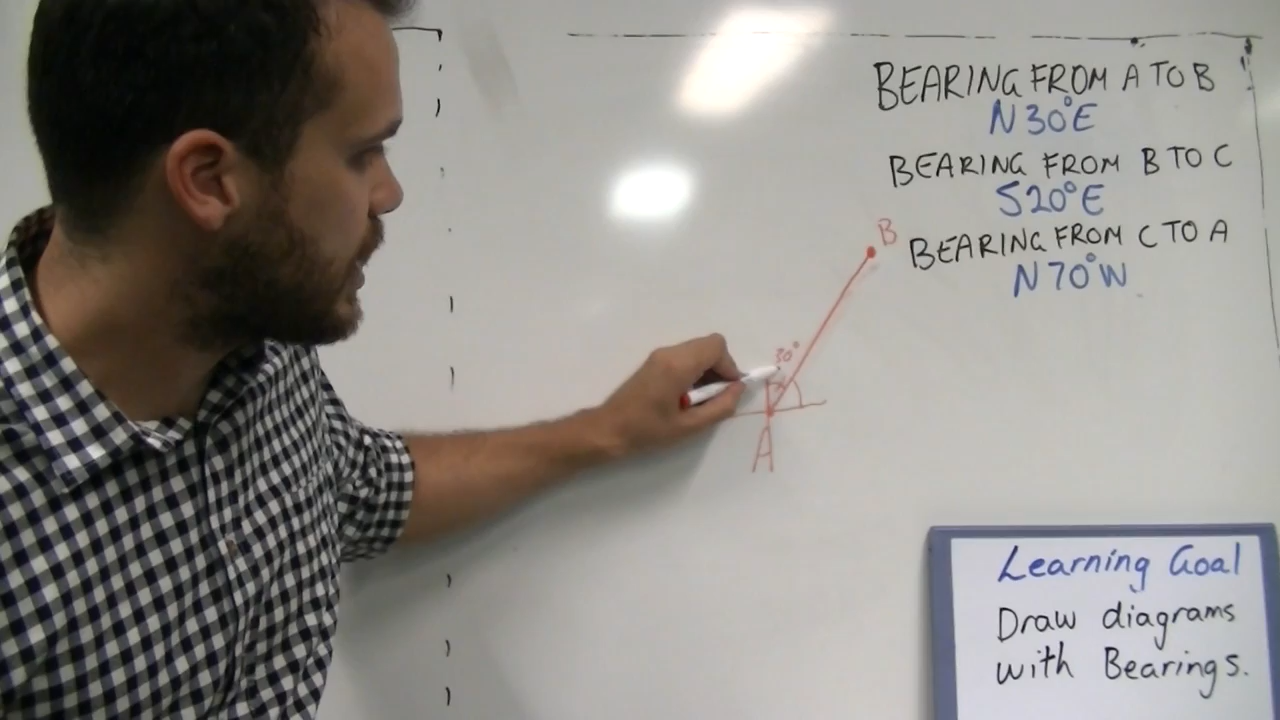 BEARING FROM A TO B
N30°E
BEARING FROM B TO C
S20°E
BEARING FROM C TO A
N70°W
B
30°
A
Learning Goal
Draw diagrams
with Bearings.